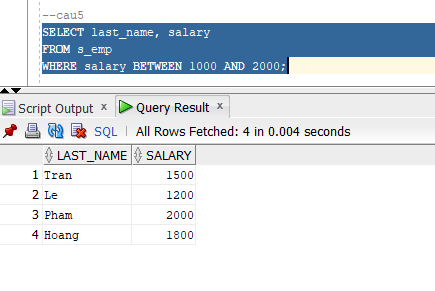 --cau5
SELECT last_name, salary
FROM s_emp
WHERE salary BETWEEN 1000 AND 2000;
Script Output x Query Result x
SQL | All Rows Fetched: 4 in 0.004 seconds
LAST_NAME SALARY
1 Tran 1500
2 Le 1200
3 Pham 2000
4 Hoang 1800